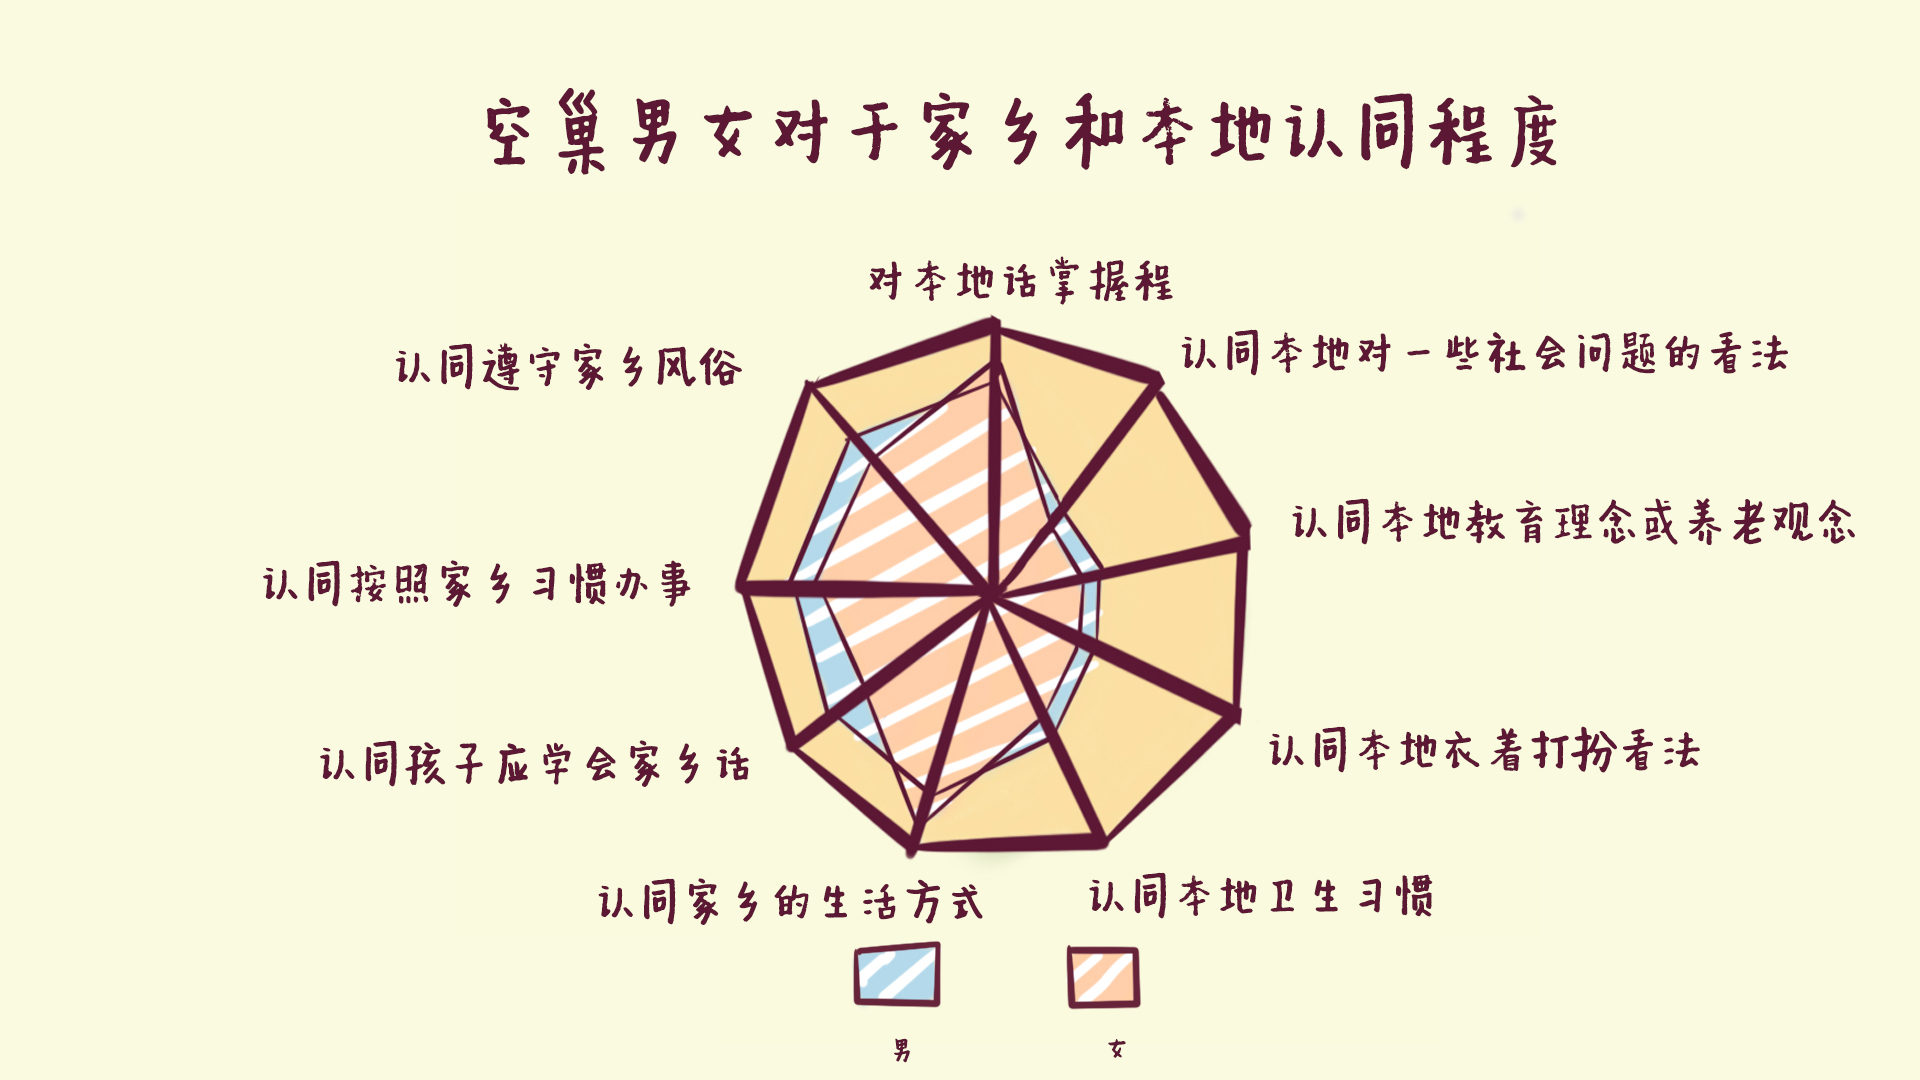 空巢男女对于家乡和本地认同程度
对本地话掌握程
认同遵守家乡风俗
认同本地对一些社会问题的看法
认同本地教育理念或养老观念
认同按照家乡习惯办事
认同本地衣着打扮看法
认同孩子应学会家乡话
认同家乡的生活方式
认同本地卫生习惯
男
女